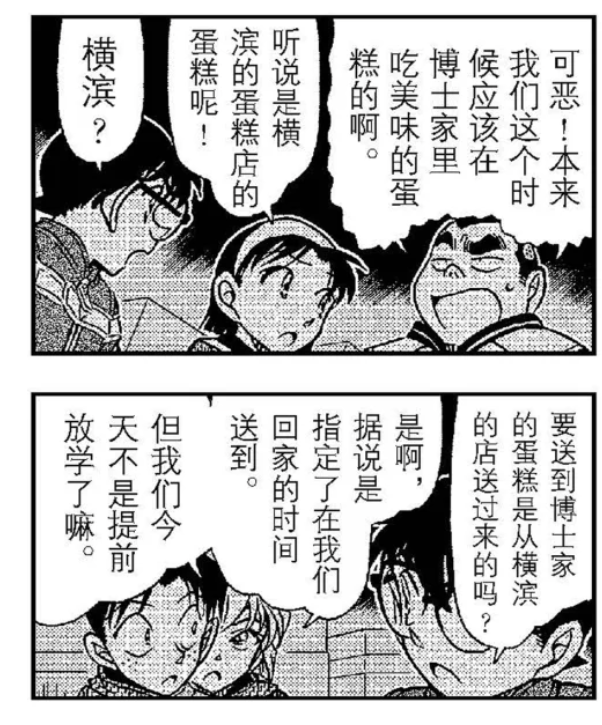 可恶！本来
我们这个时
候应该在
博士家里
吃美味的蛋
糕的啊。
听说是横
滨的蛋糕店的
蛋糕呢！
横滨？
要送到博士家
的蛋糕是从横滨
的店送过来的吗？
是啊，
据说是
指定了在我们
回家的时间
送到。
但我们今
天不是提前
放学了嘛。